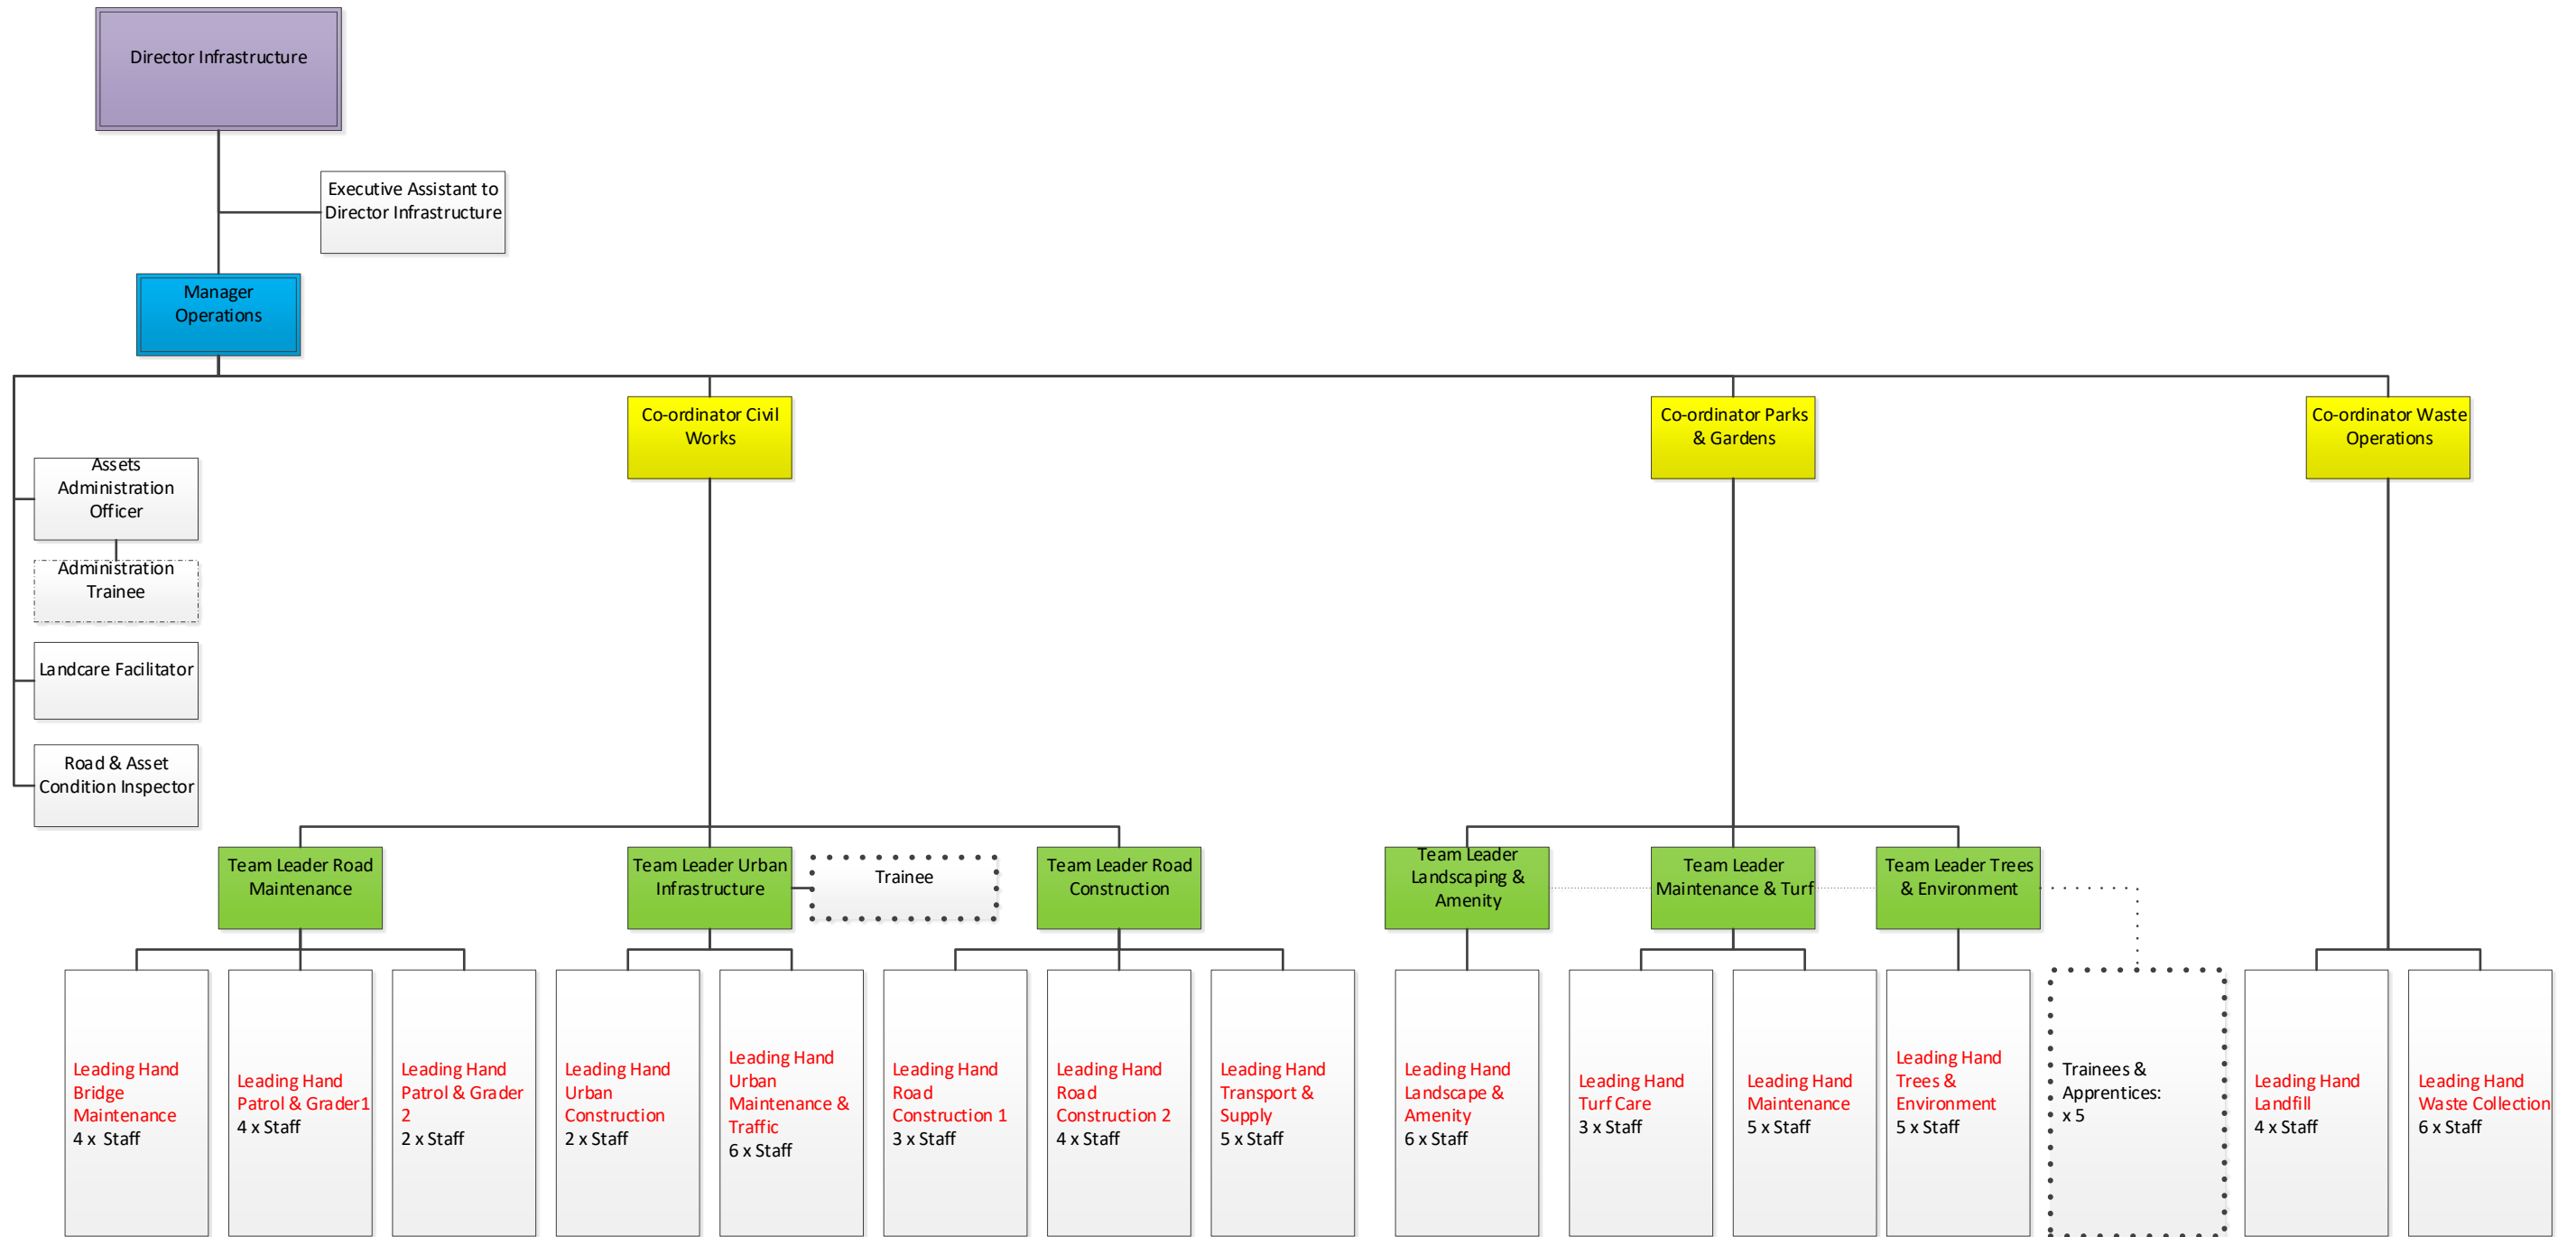 Director Infrastructure
Executive Assistant to
Director Infrastructure
Manager
Operations
Co-ordinator Civil
Works
Co-ordinator Parks
& Gardens
Co-ordinator Waste
Operations
Assets
Administration
Officer
Administration
Trainee
Landcare Facilitator
Road & Asset
Condition Inspector
Team Leader Road
Maintenance
Team Leader Urban
Infrastructure
Trainee
Team Leader Road
Construction
Team Leader
Landscaping &
Amenity
Team Leader
Maintenance & Turf
Team Leader Trees
& Environment
Leading Hand
Bridge
Maintenance
4 x  Staff
Leading Hand
Patrol & Grader1
4 x Staff
Leading Hand
Patrol & Grader
2
2 x Staff
Leading Hand
Urban
Construction
2 x Staff
Leading Hand
Urban
Maintenance &
Traffic
6 x Staff
Leading Hand
Road
Construction 1
3 x Staff
Leading Hand
Road
Construction 2
4 x Staff
Leading Hand
Transport &
Supply
5 x Staff
Leading Hand
Landscape &
Amenity
6 x Staff
Leading Hand
Turf Care
3 x Staff
Leading Hand
Maintenance
5 x Staff
Leading Hand
Trees &
Environment
5 x Staff
Trainees &
Apprentices:
x 5
Leading Hand
Landfill
4 x Staff
Leading Hand
Waste Collection
6 x Staff